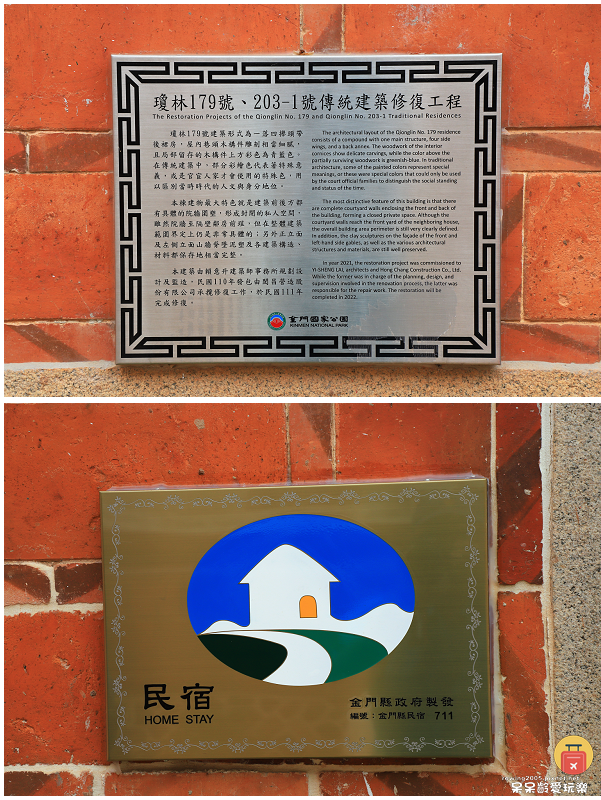 瓊林179號、203-1號傳統建築修復工程
The Restoration Projects of the Qionglin No. 179 and Qionglin No. 203-1 Traditional Residences
瓊林179號建築形式為一落四櫸頭帶
後裙房，屋內巷頭木構件雕刻相當細膩，
且局部留存的木構件上方彩色為青藍色。
在傳統建築中，部分彩繪色代表著特殊意
義，或是官宦人家才會使用的特殊色，用
以區別當時時代的人文與身分地位。
本棟建物最大特色就是建築前後方都
有具體的院牆圍塑，形成封閉的私人空間，
雖然院牆至隔壁鄰房前緣，但在整體建築
範圍界定上仍是非常具體的；另外正立面
及左側立面山牆脊墜泥塑及各建築構造、
材料都保存地相當完整。
本建築由賴意升建築師事務所規劃設
計及監造，民國110年發包由閎昌營造股
份有限公司承攬修復工作，於民國111年
完成修復。
The architectural layout of the Qionglin No. 179 residence
consists of a compound with one main structure, four side
wings, and a back annex. The woodwork of the interior
cornices show delicate carvings, while the color above the
partially surviving woodwork is greenish-blue. In traditional
architecture, some of the painted colors represent special
meanings, or these were special colors that could only be used
by the court official families to distinguish the social standing
and status of the time.
The most distinctive feature of this building is that there
are complete courtyard walls enclosing the front and back of
the building, forming a closed private space. Although the
courtyard walls reach the front yard of the neighboring house,
the overall building area perimeter is still very clearly defined.
In addition, the clay sculptures on the façade of the front and
left-hand side gables, as well as the various architectural
structures and materials, are still well preserved.
In year 2021, the restoration project was commissioned to
YI-SHENG LAI, architects and Hong Chang Construction Co., Ltd.
While the former was in charge of the planning, design, and
supervision involved in the renovation process, the latter was
responsible for the repair work. The restoration will be
completed in 2022.
金門國家公園
KINMEN NATIONAL PARK
民宿
HOME STAY
金門縣政府製發
編號：金門縣民宿 711
rowing2005.pixnet.net
呆呆齡愛玩樂